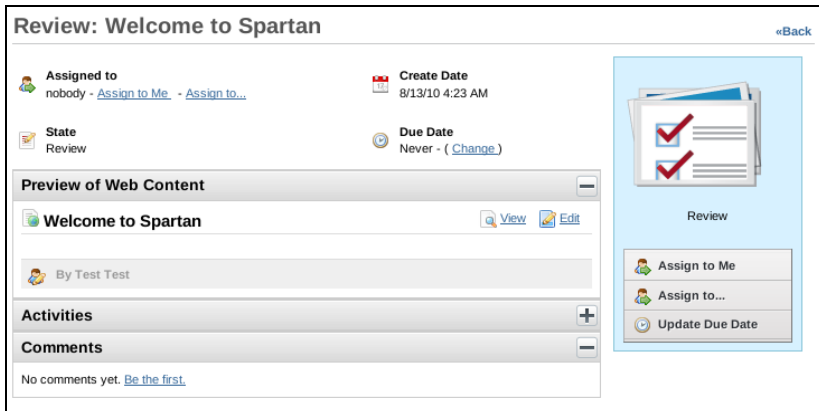 Review: Welcome to Spartan
«Back
Assigned to
nobody - Assign to Me - Assign to...
Create Date
8/13/10 4:23 AM
State
Review
Due Date
Never - ( Change )
Preview of Web Content
Welcome to Spartan
View
Edit
By Test Test
Activities
Comments
No comments yet. Be the first.
Review
Assign to Me
Assign to...
Update Due Date